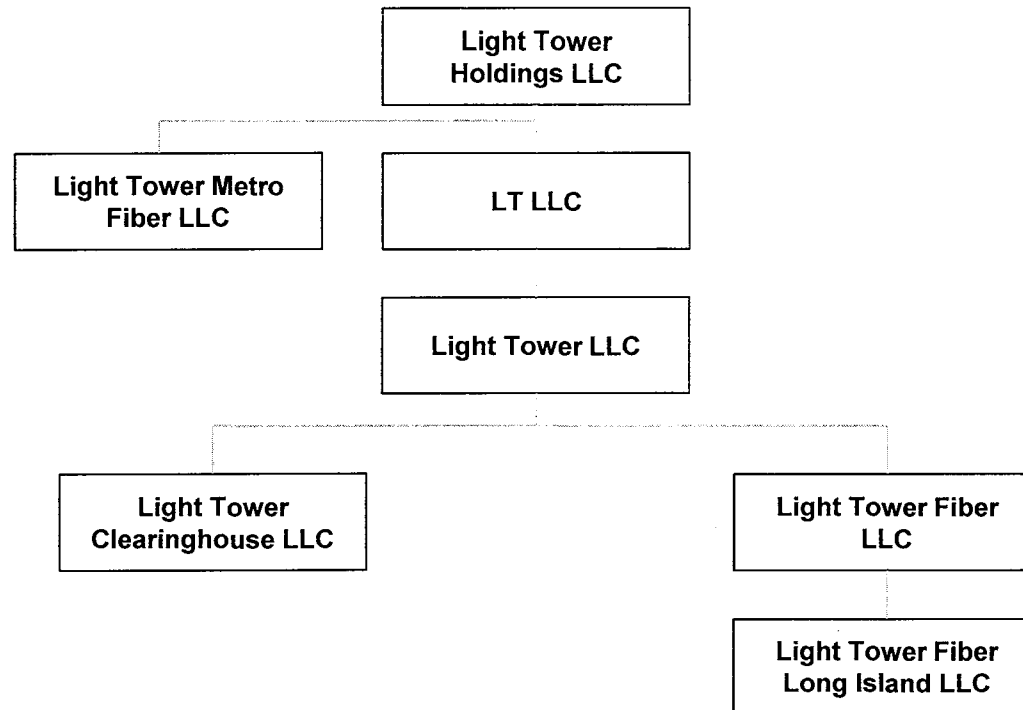 Light Tower
Holdings LLC
Light Tower Metro
Fiber LLC
LT LLC
Light Tower LLC
Light Tower
Clearinghouse LLC
Light Tower Fiber
LLC
Light Tower Fiber
Long Island LLC